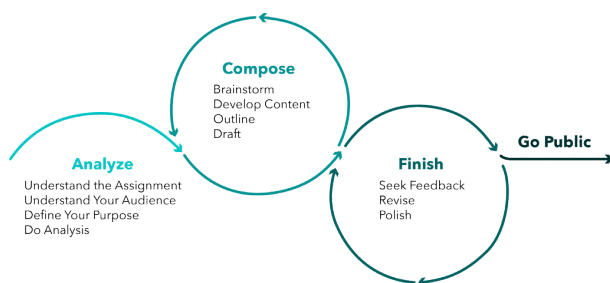 Analyze
Understand the Assignment
Understand Your Audience
Define Your Purpose
Do Analysis
Compose
Brainstorm
Develop Content
Outline
Draft
Finish
Seek Feedback
Revise
Polish
Go Public